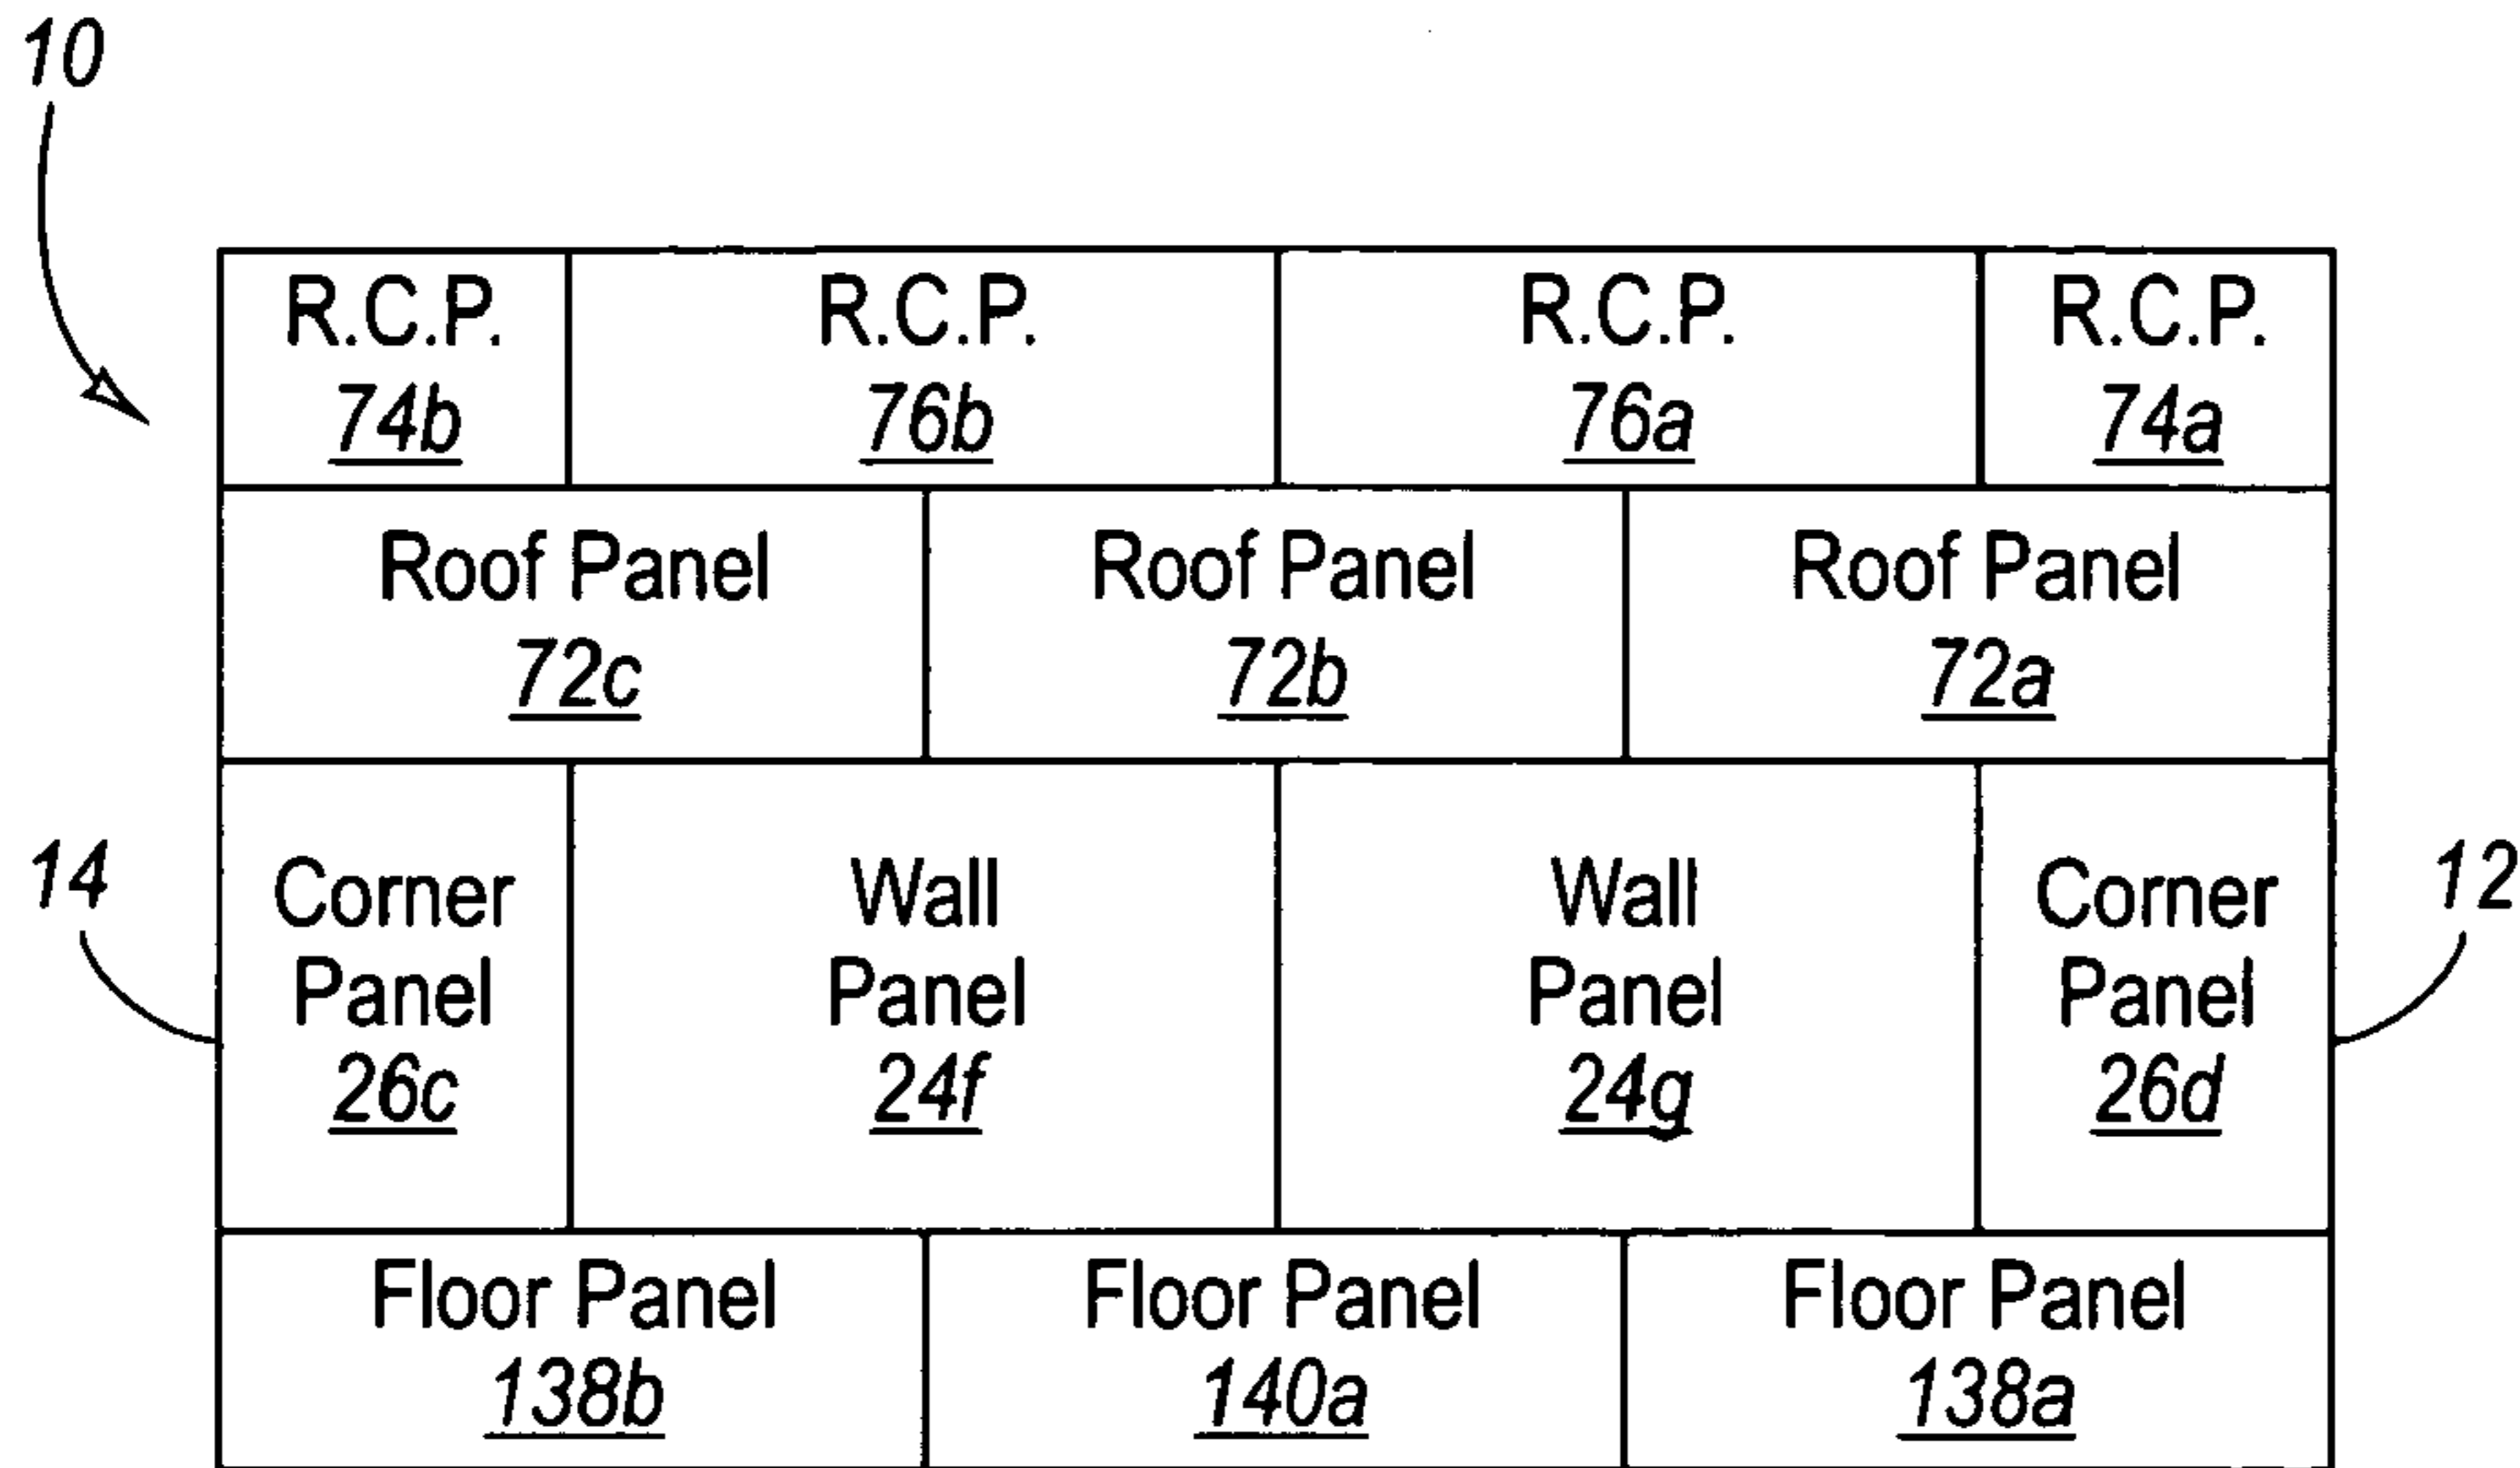 10
R.C.P. R.C.P. R.C.P. R.C.P.
74b 76b 76a 74a
Roof Panel Roof Panel Roof Panel
72c 72b 72a
14 12
Corner Wall Wall Corner
Panel Panel Panel Panel
26c 24f 24g 26d
Floor Panel Floor Panel Floor Panel
138b 140a 138a